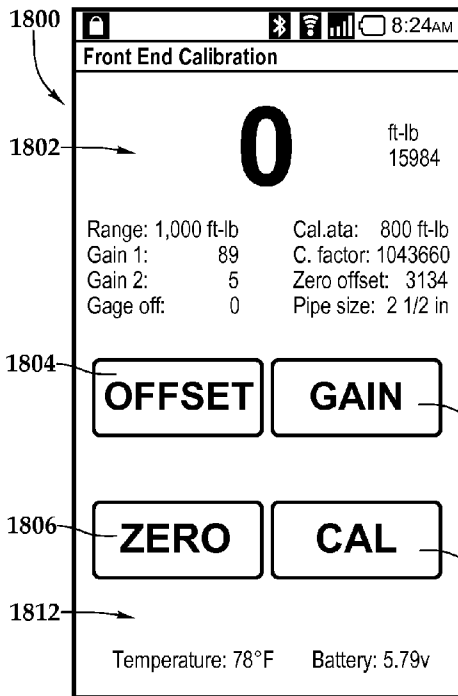 1800
8:24AM
Front End Calibration
1802
0
ft-lb
15984
Range: 1,000 ft-lb
Cal.ata: 800 ft-lb
Gain 1: 89
C. factor: 1043660
Gain 2: 5
Zero offset: 3134
Gage off: 0
Pipe size: 2 1/2 in
1804
OFFSET
GAIN
1806
ZERO
CAL
1812
Temperature: 78°F
Battery: 5.79v